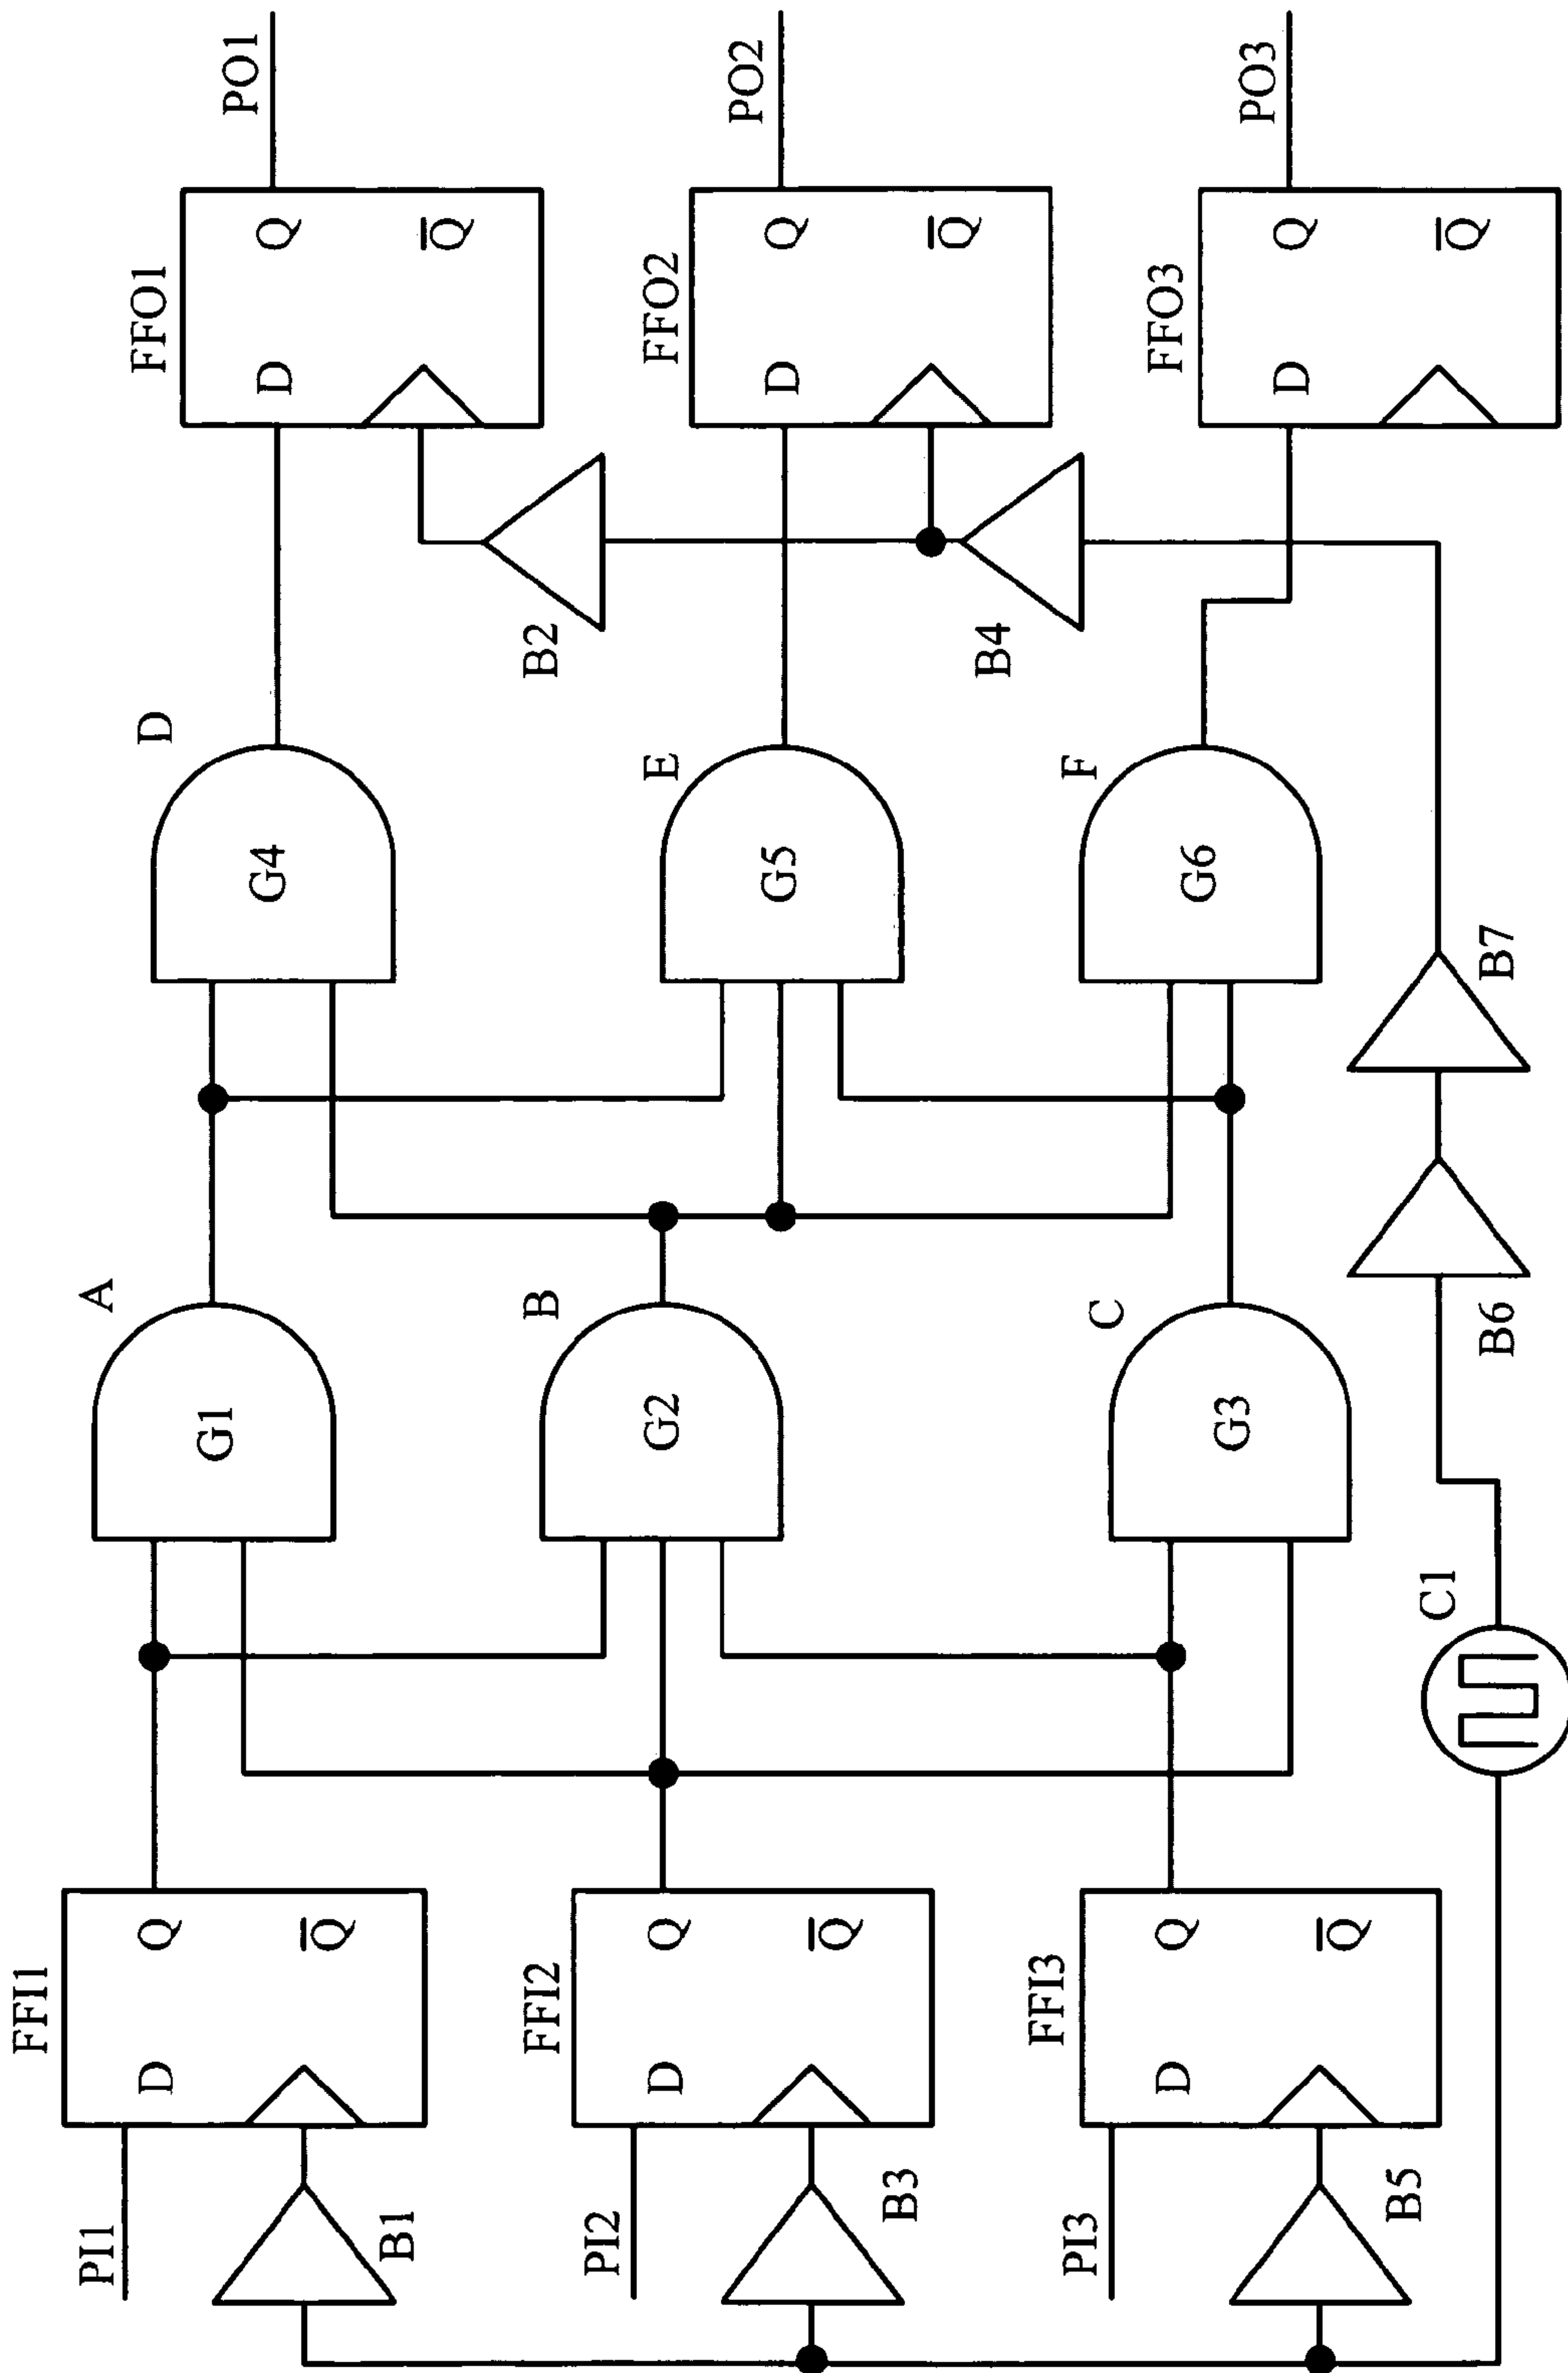 FFI1
PI1
D
Q
Q̅
B1
FFI2
PI2
D
Q
Q̅
B3
FFI3
PI3
D
Q
Q̅
B5
A
G1
B
G2
C
G3
C1
B6
B7
D
G4
E
G5
F
G6
B2
B4
FFO1
D
Q
Q̅
PO1
FFO2
D
Q
Q̅
PO2
FFO3
D
Q
Q̅
PO3